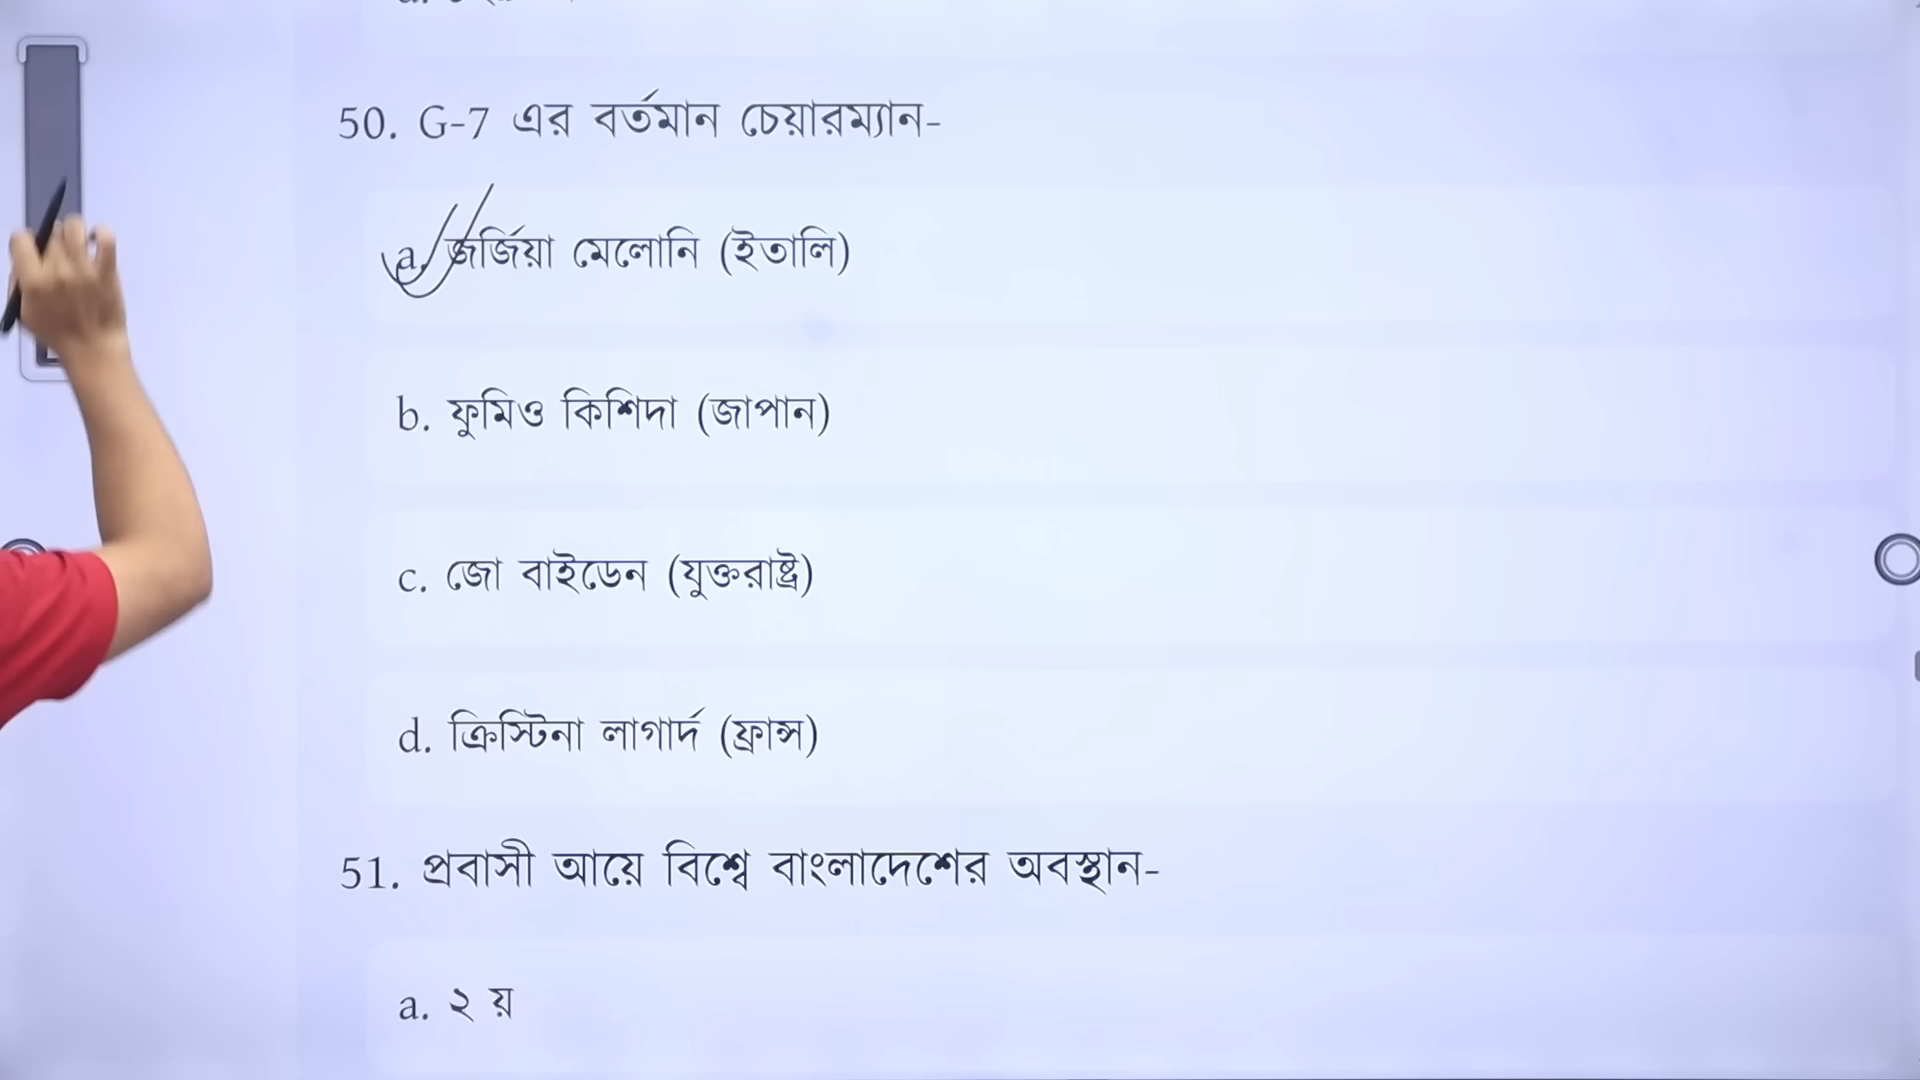 50. G-7 এর বর্তমান চেয়ারম্যান-
a. জর্জিয়া মেলোনি (ইতালি)
b. ফুমিও কিশিদা (জাপান)
c. জো বাইডেন (যুক্তরাষ্ট্র)
d. ক্রিস্টিনা লাগার্দ (ফ্রান্স)
51. প্রবাসী আয়ে বিশ্বে বাংলাদেশের অবস্থান-
a. ২ য়